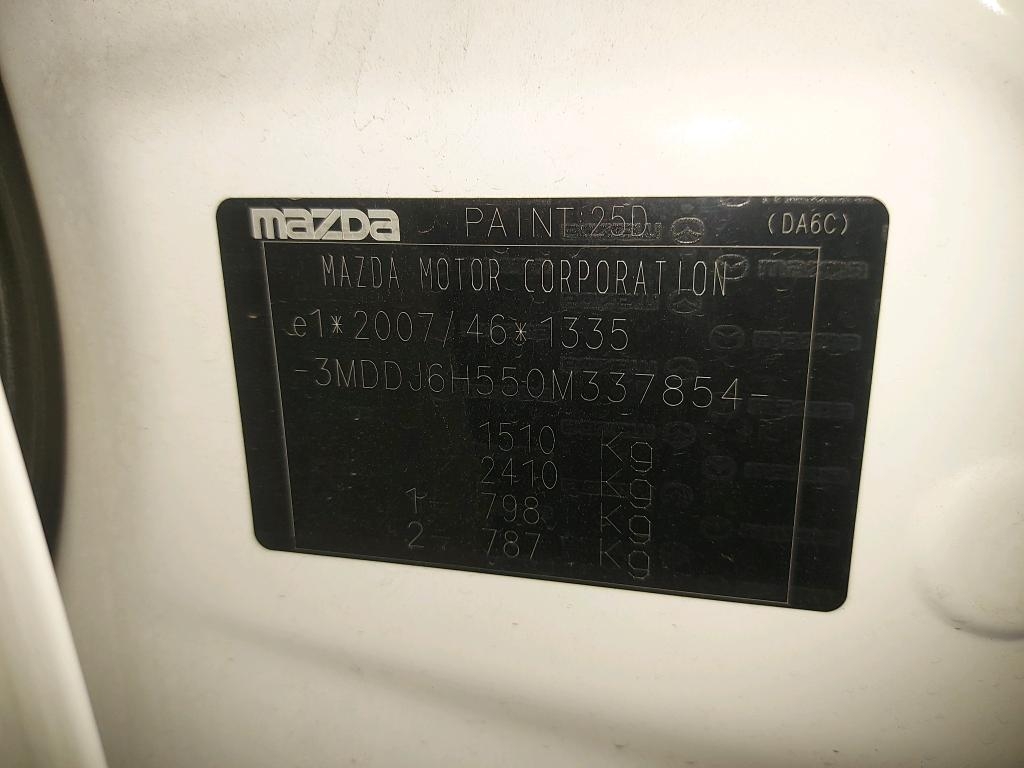 mazda PAINT 25D (DA6C)
MAZDA MOTOR CORPORATION
e1*2007/46*1335
-3MDDJ6H550M337854-
1510 Kg
2410 Kg
1- 798 Kg
2- 787 Kg